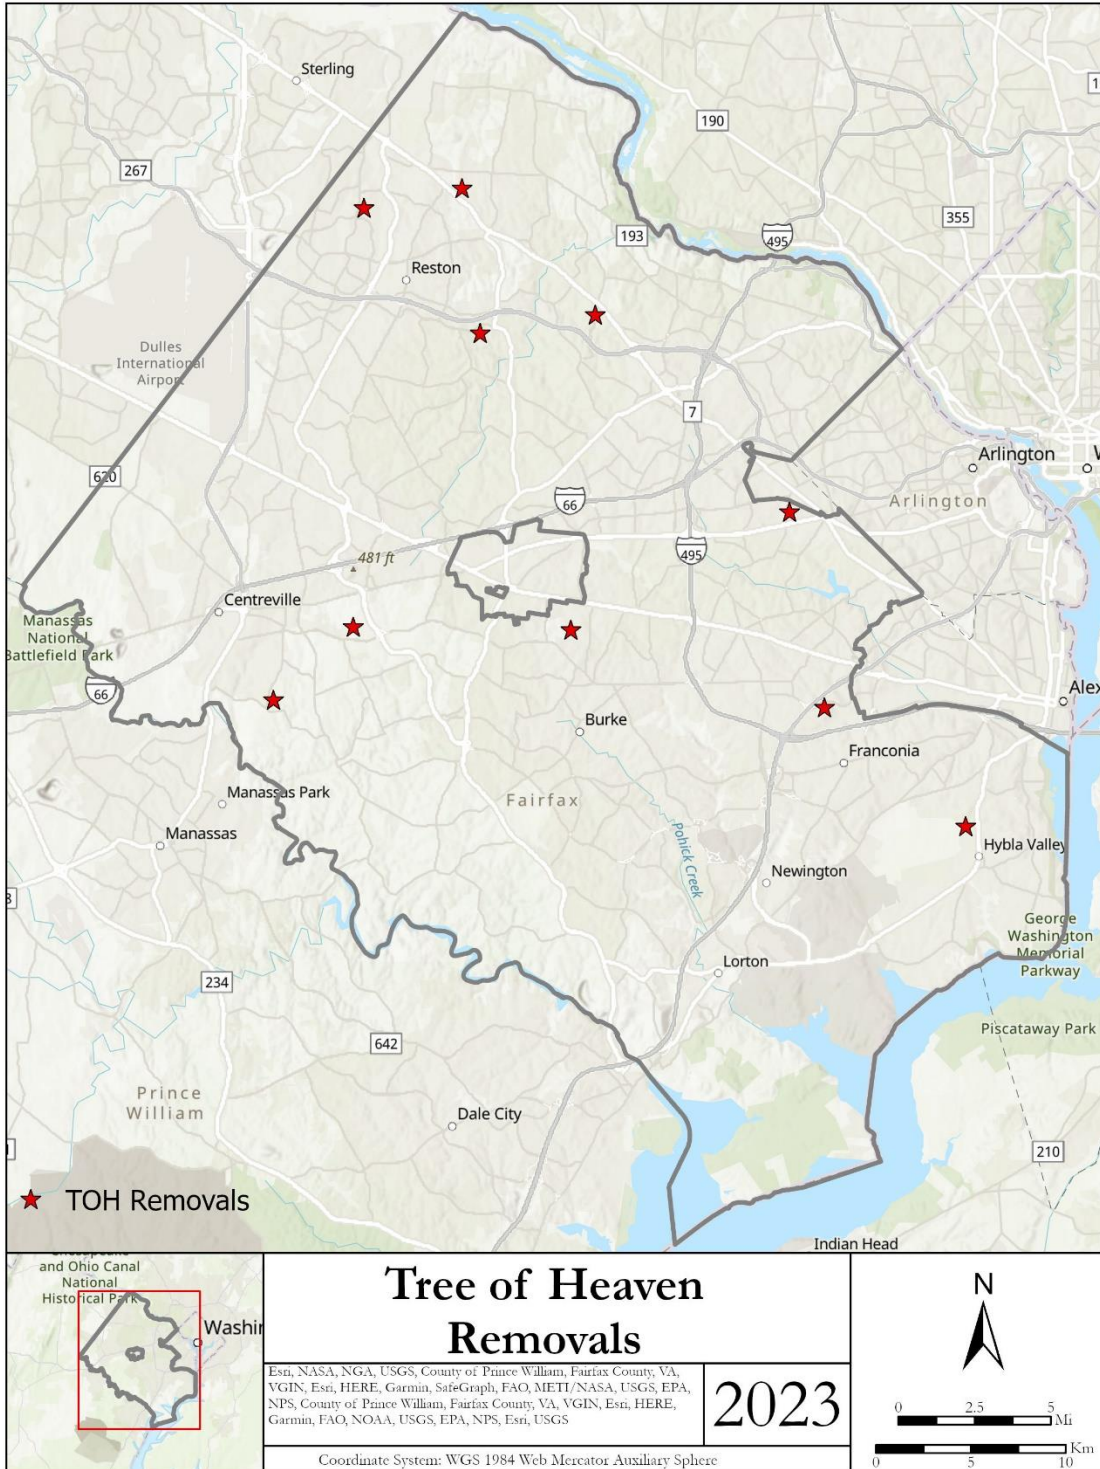 Sterling
190
1
267
355
193
495
Reston
Dulles
International
Airport
7
Arlington
W
620
Arlington
66
495
481 ft
Centreville
Manassas
National
Battlefield Park
66
Alex
Burke
Franconia
Manassas Park
Fairfax
Manassas
Pohick Creek
Hybla Valley
Newington
George
Washington
Memorial
Parkway
Lorton
234
Piscataway Park
642
Prince
William
Dale City
210
TOH Removals
Indian Head
and Ohio Canal
National
Historical Park
Washin
Tree of Heaven
Removals
Esri, NASA, NGA, USGS, County of Prince William, Fairfax County, VA,
VGIN, Esri, HERE, Garmin, SafeGraph, FAO, METI/NASA, USGS, EPA,
NPS, County of Prince William, Fairfax County, VA, VGIN, Esri, HERE,
Garmin, FAO, NOAA, USGS, EPA, NPS, Esri, USGS
2023
Coordinate System: WGS 1984 Web Mercator Auxiliary Sphere
N
0 2.5 5
Mi
Km
0 5 10